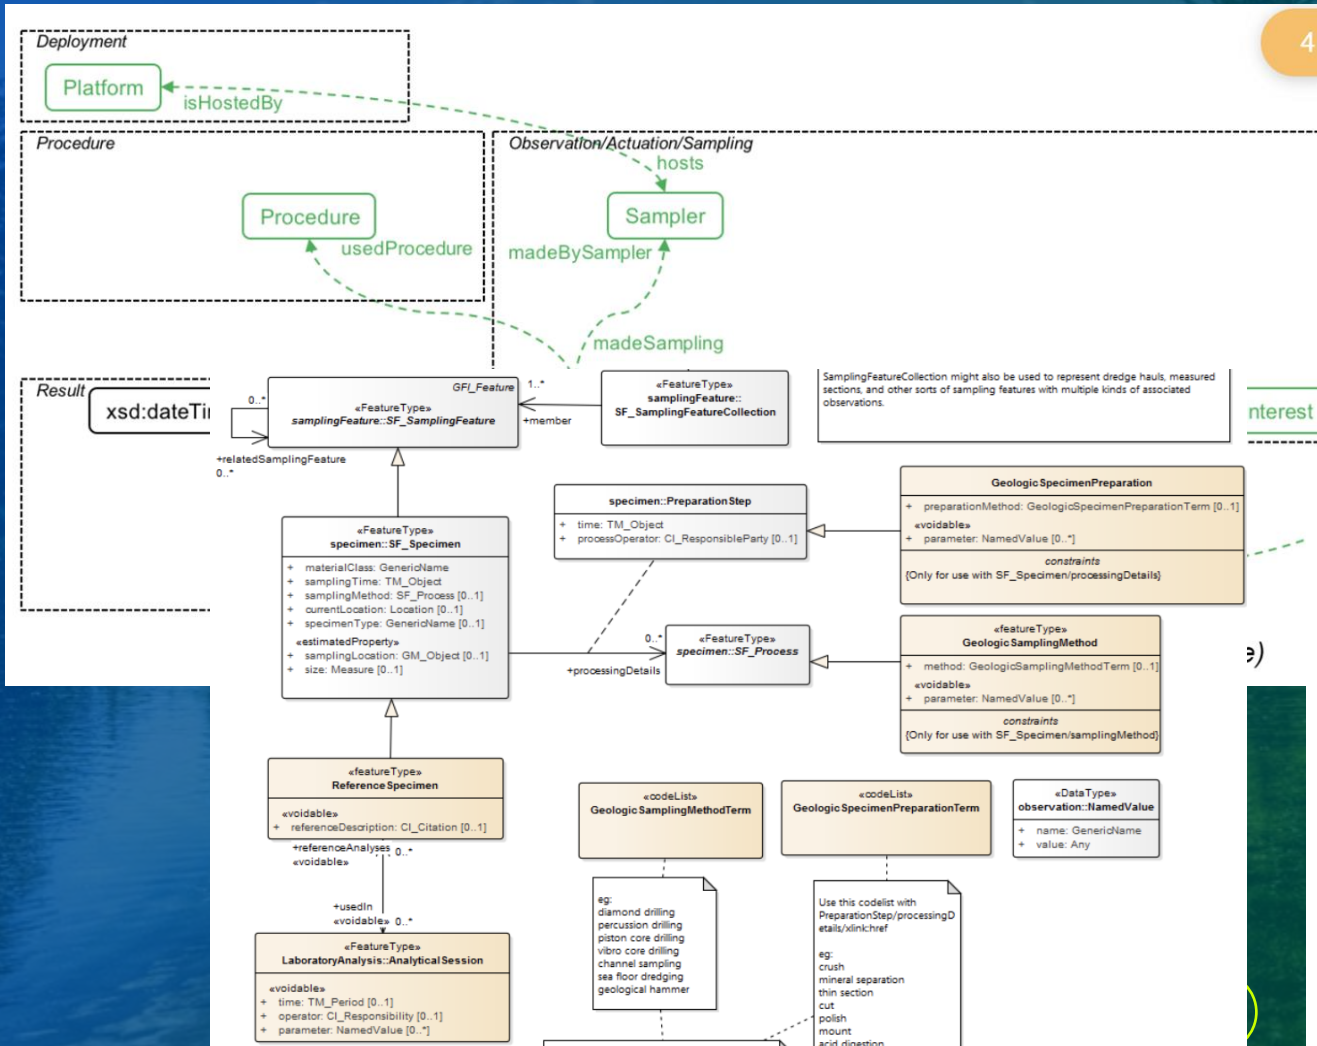 4
Deployment
Platform
isHostedBy
Procedure
Observation/Actuation/Sampling
hosts
Procedure
Sampler
usedProcedure
madeBySampler
madeSampling
Result
xsd:dateTi
nterest
GFI_Feature
«FeatureType»
samplingFeature::SF_SamplingFeature
0..*
+relatedSamplingFeature
0..*
1..*
+member
«FeatureType»
samplingFeature::
SF_SamplingFeatureCollection
SamplingFeatureCollection might also be used to represent dredge hauls, measured
sections, and other sorts of sampling features with multiple kinds of associated
observations.
«FeatureType»
specimen::SF_Specimen
+ materialClass: GenericName
+ samplingTime: TM_Object
+ samplingMethod: SF_Process [0..1]
+ currentLocation: Location [0..1]
+ specimenType: GenericName [0..1]
«estimatedProperty»
+ samplingLocation: GM_Object [0..1]
+ size: Measure [0..1]
specimen::PreparationStep
+ time: TM_Object
+ processOperator: CI_ResponsibleParty [0..1]
GeologicSpecimenPreparation
+ preparationMethod: GeologicSpecimenPreparationTerm [0..1]
«voidable»
+ parameter: NamedValue [0..*]
constraints
{Only for use with SF_Specimen/processingDetails}
0..*
+processingDetails
«FeatureType»
specimen::SF_Process
«featureType»
GeologicSamplingMethod
+ method: GeologicSamplingMethodTerm [0..1]
«voidable»
+ parameter: NamedValue [0..*]
constraints
{Only for use with SF_Specimen/samplingMethod}
e)
«featureType»
ReferenceSpecimen
«voidable»
+ referenceDescription: CI_Citation [0..1]
+referenceAnalyses
«voidable»
0..*
+usedIn
«voidable» 0..*
«FeatureType»
LaboratoryAnalysis::AnalyticalSession
«voidable»
+ time: TM_Period [0..1]
+ operator: CI_Responsibility [0..1]
+ parameter: NamedValue [0..*]
«codeList»
GeologicSamplingMethodTerm
«codeList»
GeologicSpecimenPreparationTerm
«DataType»
observation::NamedValue
+ name: GenericName
+ value: Any
eg:
diamond drilling
percussion drilling
piston core drilling
vibro core drilling
channel sampling
sea floor dredging
geological hammer
Use this codelist with
PreparationStep/processingD
etails/xlink:href
eg:
crush
mineral separation
thin section
cut
polish
mount
acid digestion